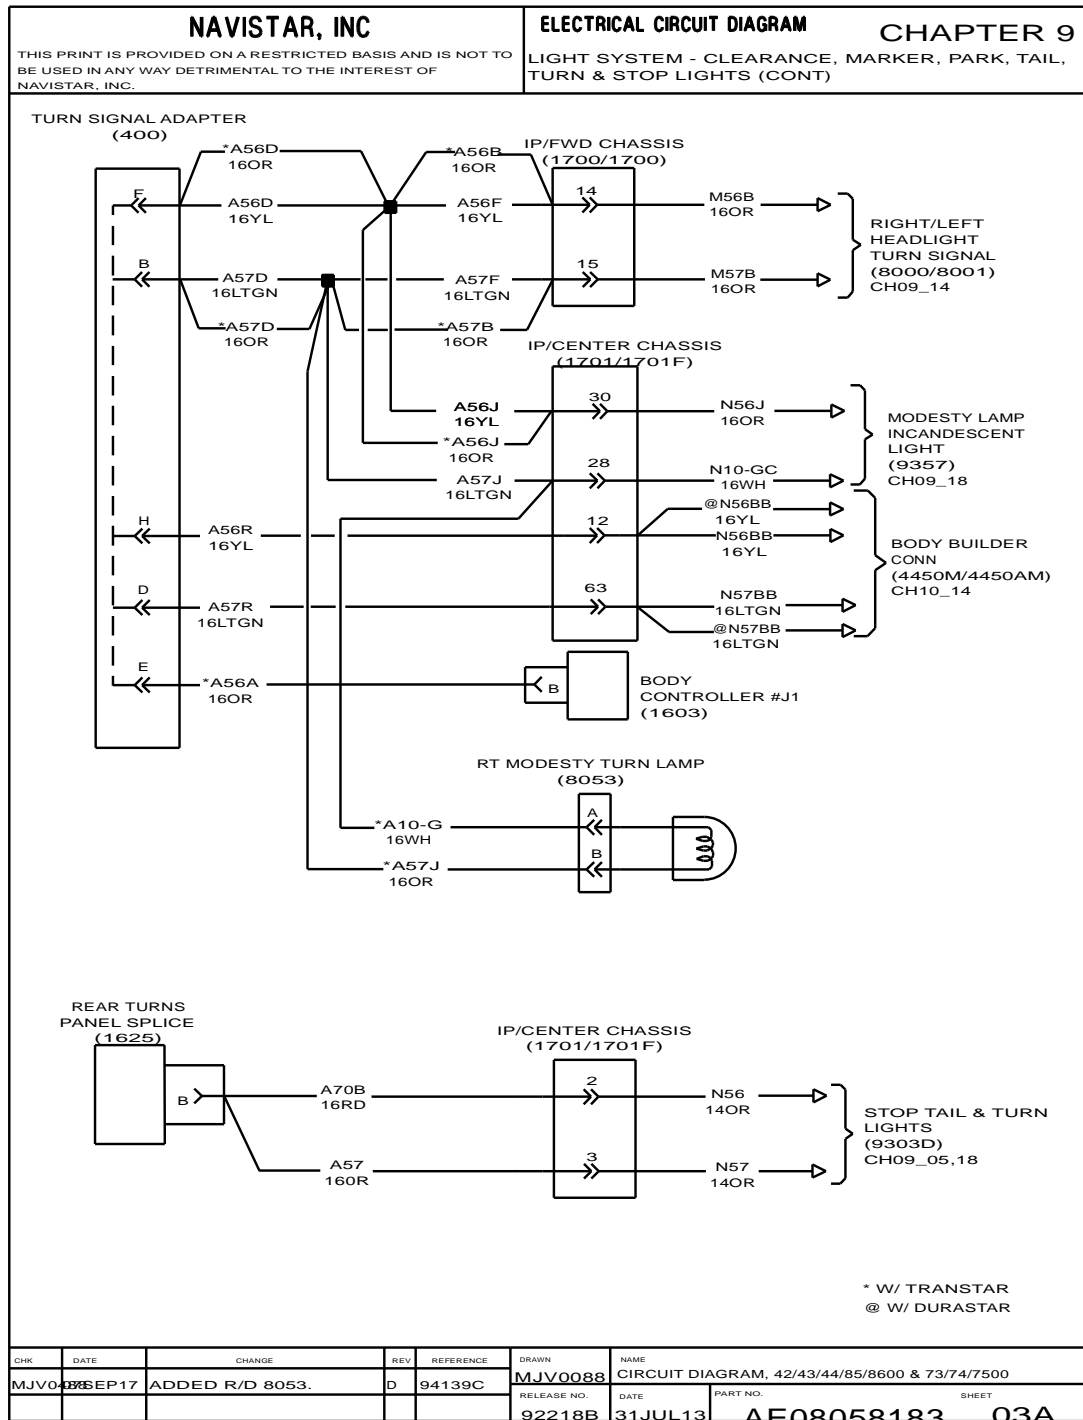 NAVISTAR, INC
THIS PRINT IS PROVIDED ON A RESTRICTED BASIS AND IS NOT TO
BE USED IN ANY WAY DETRIMENTAL TO THE INTEREST OF
NAVISTAR, INC.
ELECTRICAL CIRCUIT DIAGRAM
CHAPTER 9
LIGHT SYSTEM - CLEARANCE, MARKER, PARK, TAIL,
TURN & STOP LIGHTS (CONT)
TURN SIGNAL ADAPTER
(400)
*A56D
16OR
*A56B
16OR
IP/FWD CHASSIS
(1700/1700)
F
A56D
16YL
A56F
16YL
14
M56B
16OR
B
A57D
16LTGN
A57F
16LTGN
15
M57B
16OR
RIGHT/LEFT
HEADLIGHT
TURN SIGNAL
(8000/8001)
CH09_14
*A57D
16OR
*A57B
16OR
IP/CENTER CHASSIS
(1701/1701F)
A56J
16YL
30
N56J
16OR
*A56J
16OR
A57J
16LTGN
28
N10-GC
16WH
MODESTY LAMP
INCANDESCENT
LIGHT
(9357)
CH09_18
@N56BB
16YL
H
A56R
16YL
12
N56BB
16YL
BODY BUILDER
CONN
(4450M/4450AM)
CH10_14
D
A57R
16LTGN
63
N57BB
16LTGN
@N57BB
16LTGN
E
*A56A
16OR
B
BODY
CONTROLLER #J1
(1603)
RT MODESTY TURN LAMP
(8053)
*A10-G
16WH
A
*A57J
16OR
B
REAR TURNS
PANEL SPLICE
(1625)
IP/CENTER CHASSIS
(1701/1701F)
B
A70B
16RD
2
N56
14OR
A57
160R
3
N57
14OR
STOP TAIL & TURN
LIGHTS
(9303D)
CH09_05,18
* W/ TRANSTAR
@ W/ DURASTAR
CHK DATE CHANGE REV REFERENCE
SEP17 ADDED R/D 8053. D 94139C
DRAWN
MJV0088
NAME
CIRCUIT DIAGRAM, 42/43/44/85/8600 & 73/74/7500
RELEASE NO.
92218B
DATE
31JUL13
PART NO.
AE08058183
SHEET
03A